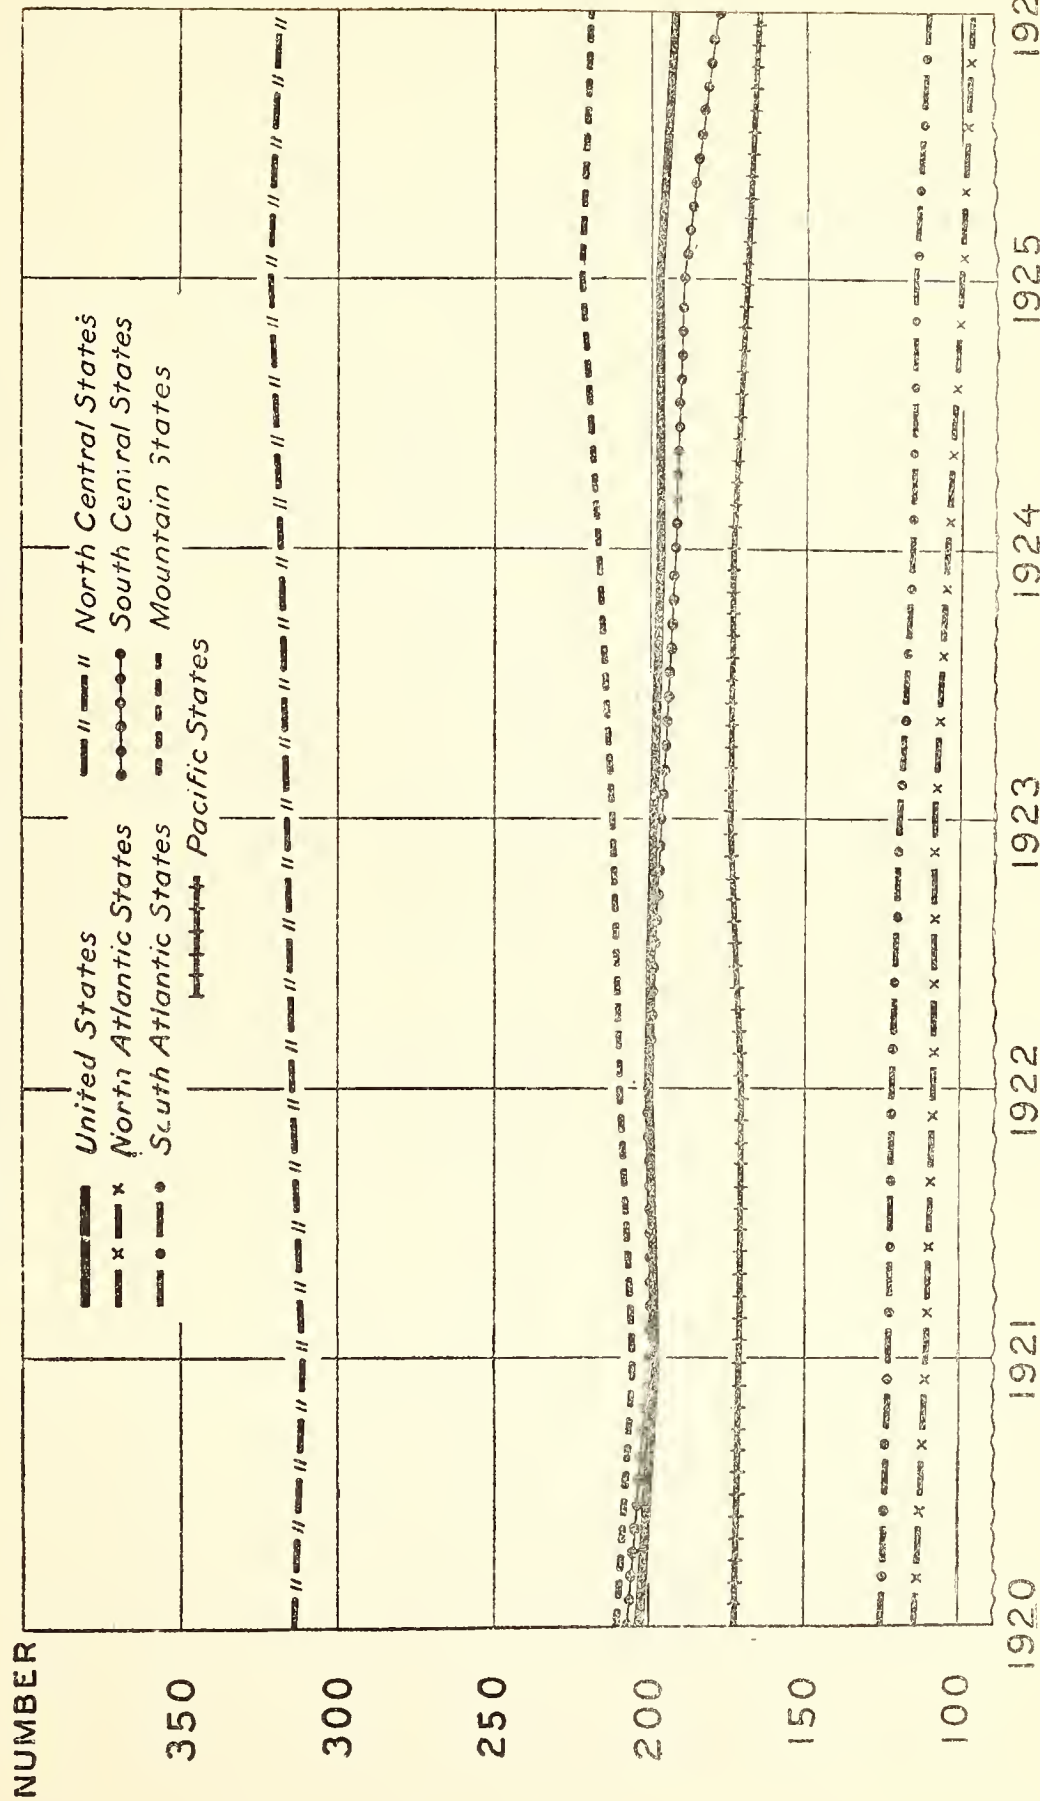 NUMBER
350
300
250
200
150
100
United States
North Atlantic States
South Atlantic States
North Central States
South Central States
Mountain States
Pacific States
1920 1921 1922 1923 1924 1925